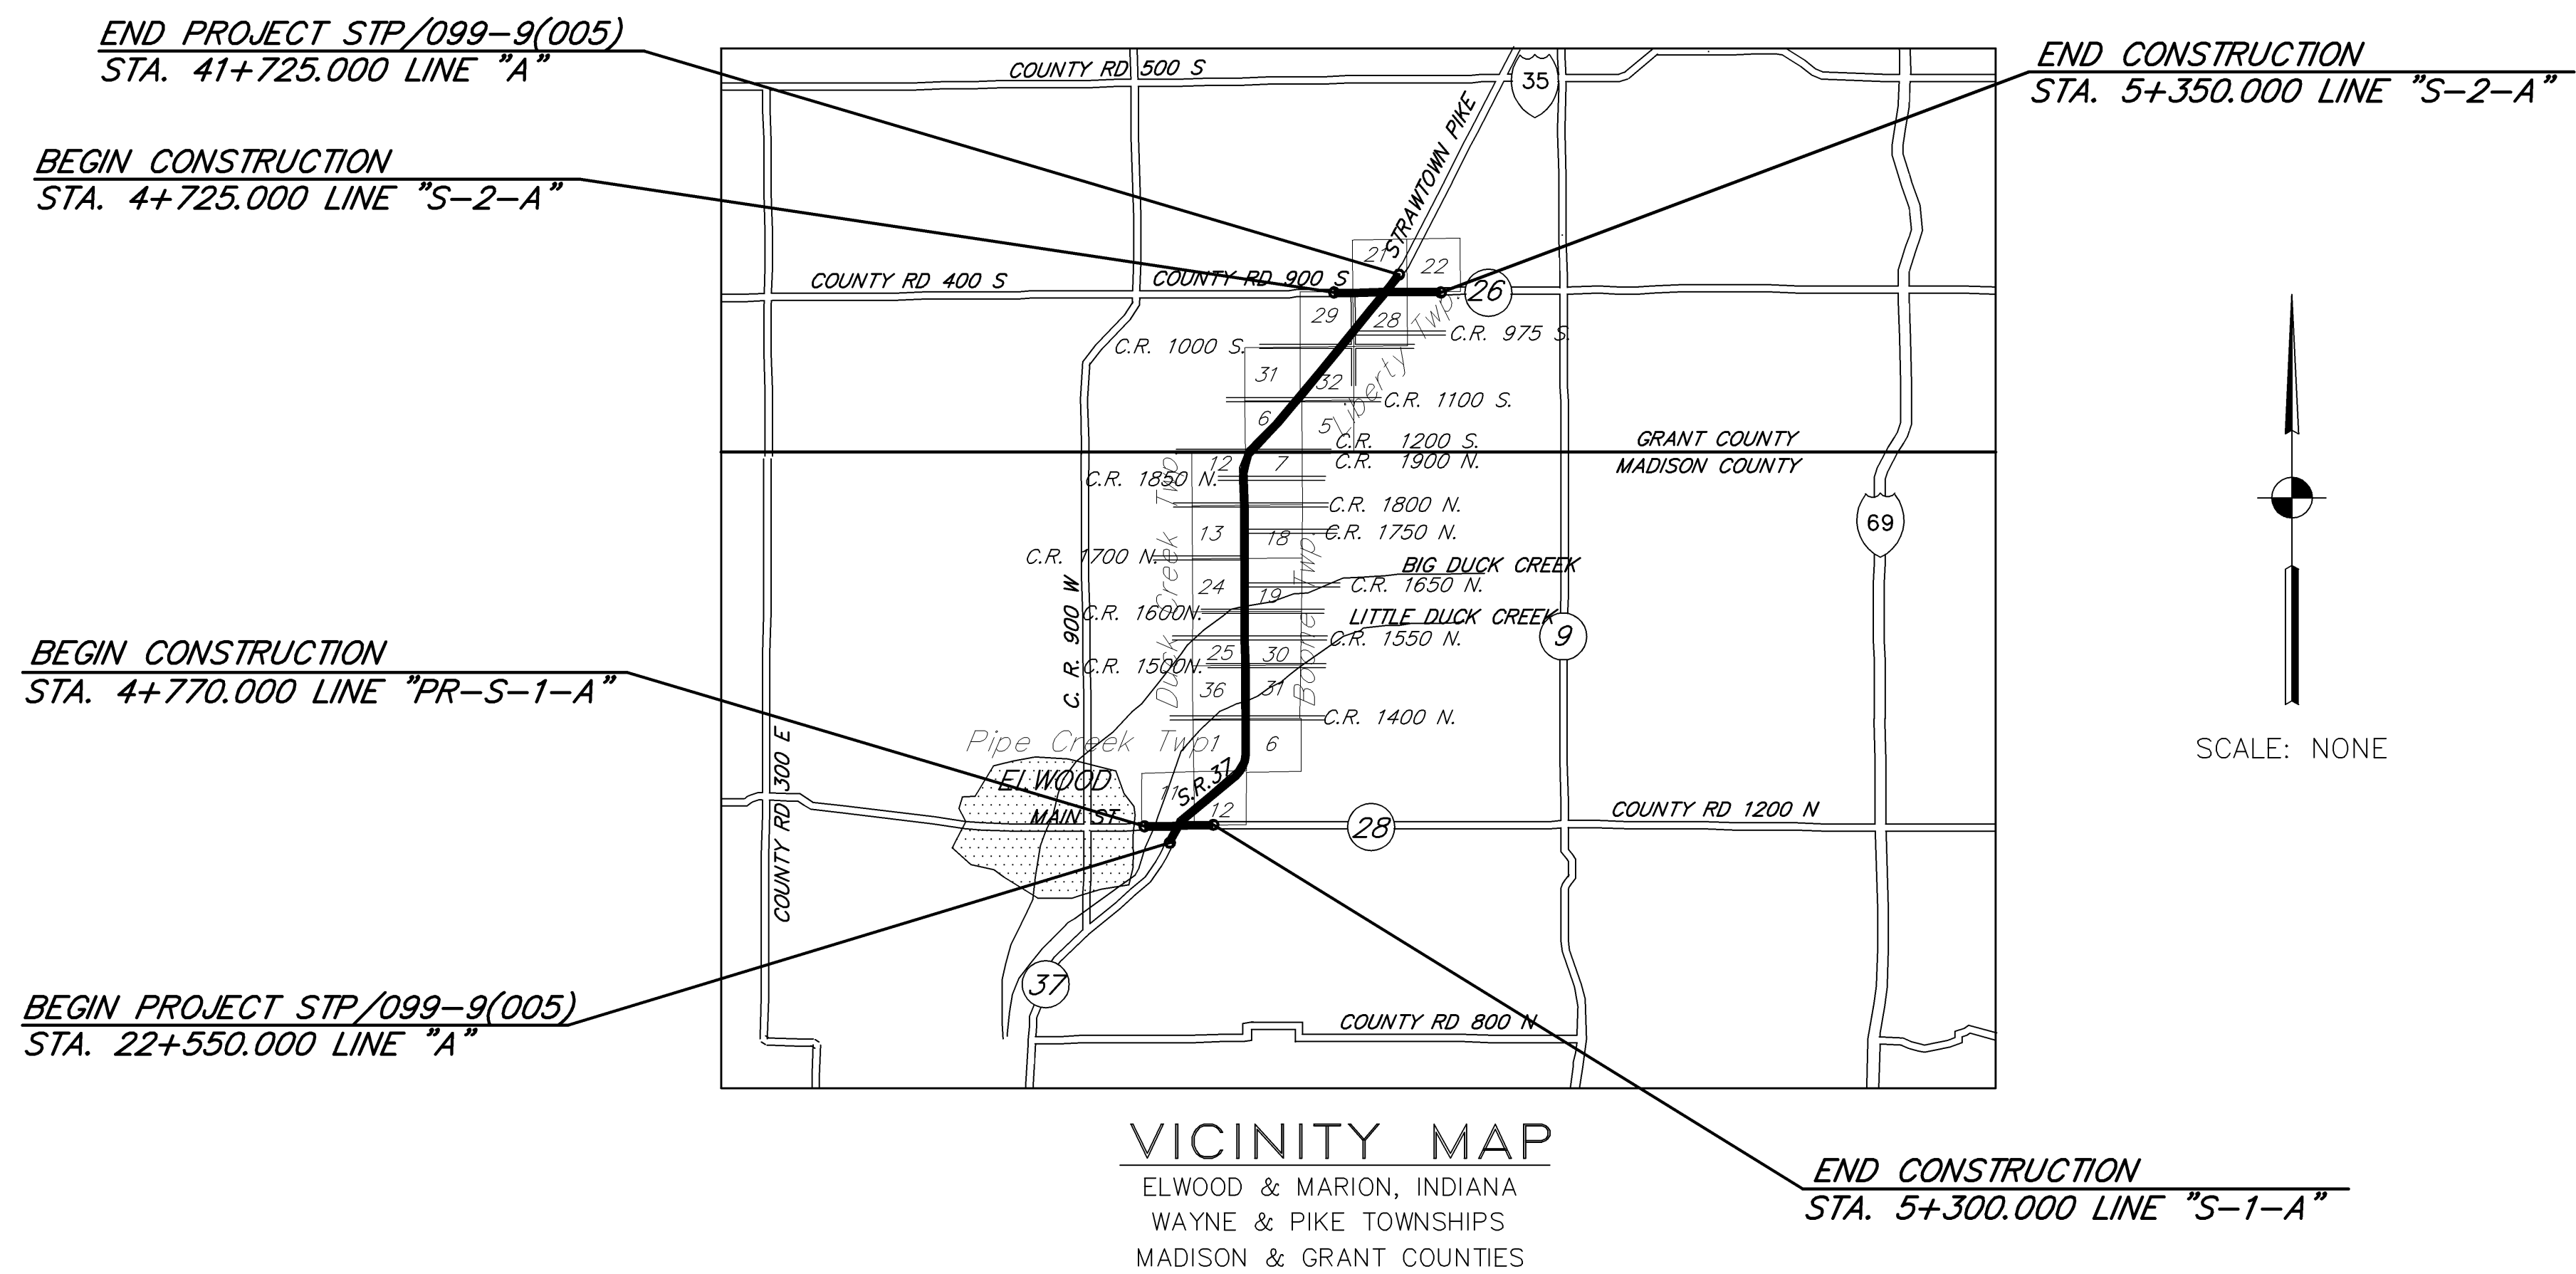 END PROJECT STP/099-9(005)
STA. 41+725.000 LINE "A"
END CONSTRUCTION
STA. 5+350.000 LINE "S-2-A"
BEGIN CONSTRUCTION
STA. 4+725.000 LINE "S-2-A"
COUNTY RD 500 S
35
STRAWTOWN PIKE
21
22
COUNTY RD 400 S
COUNTY RD 900 S
26
29
28
Liberty Twp.
C.R. 975 S.
C.R. 1000 S.
31
32
C.R. 1100 S.
6
5
C.R. 1200 S.
GRANT COUNTY
C.R. 1900 N.
MADISON COUNTY
12
7
C.R. 1850 N.
C.R. 1800 N.
69
13
18
C.R. 1750 N.
C.R. 1700 N.
Duck Creek Twp.
Boone Twp.
BIG DUCK CREEK
24
19
C.R. 1650 N.
C. R. 900 W
C.R. 1600N.
LITTLE DUCK CREEK
C.R. 1550 N.
9
25
30
C.R. 1500N.
36
31
C.R. 1400 N.
BEGIN CONSTRUCTION
STA. 4+770.000 LINE "PR-S-1-A"
Pipe Creek Twp.
1
6
COUNTY RD 300 E
ELWOOD
11
S.R.37
12
MAIN ST.
28
COUNTY RD 1200 N
SCALE: NONE
37
BEGIN PROJECT STP/099-9(005)
STA. 22+550.000 LINE "A"
COUNTY RD 800 N
END CONSTRUCTION
STA. 5+300.000 LINE "S-1-A"
VICINITY MAP
ELWOOD & MARION, INDIANA
WAYNE & PIKE TOWNSHIPS
MADISON & GRANT COUNTIES